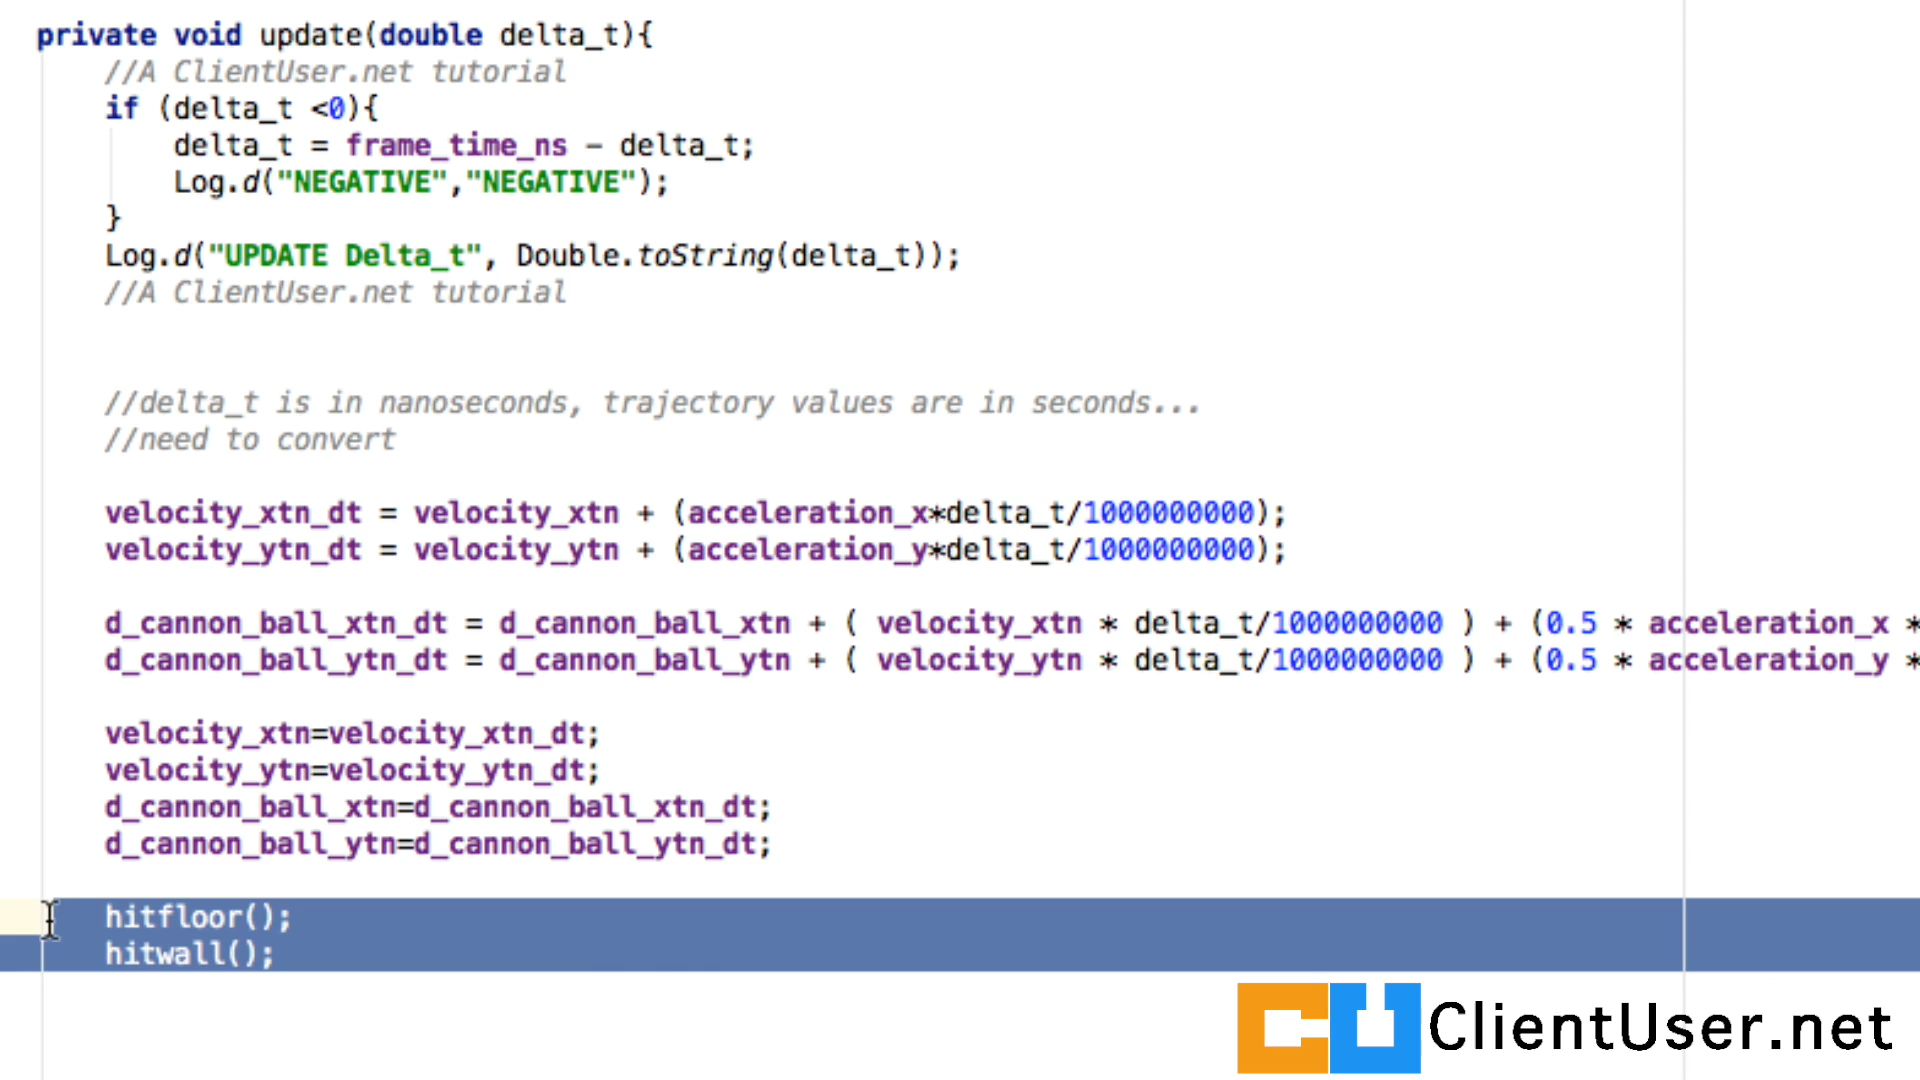 private void update(double delta_t){
//A ClientUser.net tutorial
if (delta_t <0){
delta_t = frame_time_ns - delta_t;
Log.d("NEGATIVE","NEGATIVE");
}
Log.d("UPDATE Delta_t", Double.toString(delta_t));
//A ClientUser.net tutorial
//delta_t is in nanoseconds, trajectory values are in seconds...
//need to convert
velocity_xtn_dt = velocity_xtn + (acceleration_x*delta_t/1000000000);
velocity_ytn_dt = velocity_ytn + (acceleration_y*delta_t/1000000000);
d_cannon_ball_xtn_dt = d_cannon_ball_xtn + ( velocity_xtn * delta_t/1000000000 ) + (0.5 * acceleration_x *
d_cannon_ball_ytn_dt = d_cannon_ball_ytn + ( velocity_ytn * delta_t/1000000000 ) + (0.5 * acceleration_y *
velocity_xtn=velocity_xtn_dt;
velocity_ytn=velocity_ytn_dt;
d_cannon_ball_xtn=d_cannon_ball_xtn_dt;
d_cannon_ball_ytn=d_cannon_ball_ytn_dt;
hitfloor();
hitwall();
ClientUser.net